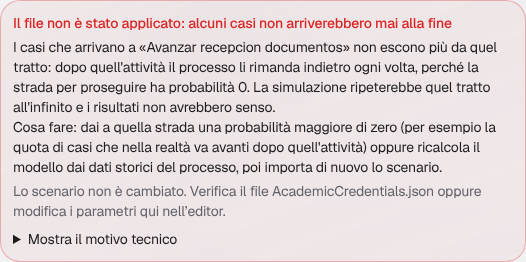 Il file non è stato applicato: alcuni casi non arriverebbero mai alla fine
I casi che arrivano a «Avanzar recepcion documentos» non escono più da quel
tratto: dopo quell'attività il processo li rimanda indietro ogni volta, perché la
strada per proseguire ha probabilità 0. La simulazione ripeterebbe quel tratto
all'infinito e i risultati non avrebbero senso.
Cosa fare: dai a quella strada una probabilità maggiore di zero (per esempio la
quota di casi che nella realtà va avanti dopo quell'attività) oppure ricalcola il
modello dai dati storici del processo, poi importa di nuovo lo scenario.
Lo scenario non è cambiato. Verifica il file AcademicCredentials.json oppure
modifica i parametri qui nell'editor.
▶ Mostra il motivo tecnico